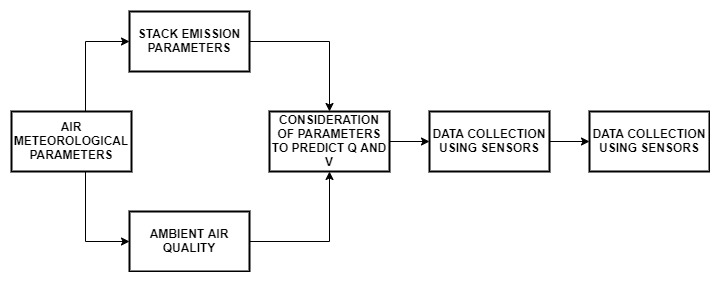 STACK EMISSION
PARAMETERS
AIR
METEOROLOGICAL
PARAMETERS
CONSIDERATION
OF PARAMETERS
TO PREDICT Q AND
V
DATA COLLECTION
USING SENSORS
DATA COLLECTION
USING SENSORS
AMBIENT AIR
QUALITY